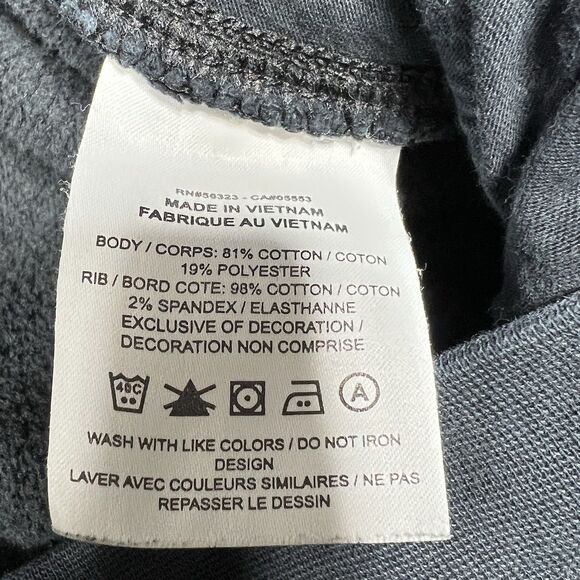 RN#56323 - CA#05553
MADE IN VIETNAM
FABRIQUE AU VIETNAM
BODY / CORPS: 81% COTTON / COTON
19% POLYESTER
RIB / BORD COTE: 98% COTTON / COTON
2% SPANDEX / ELASTHANNE
EXCLUSIVE OF DECORATION /
DECORATION NON COMPRISE
40C A
WASH WITH LIKE COLORS / DO NOT IRON
DESIGN
LAVER AVEC COULEURS SIMILAIRES / NE PAS
REPASSER LE DESSIN